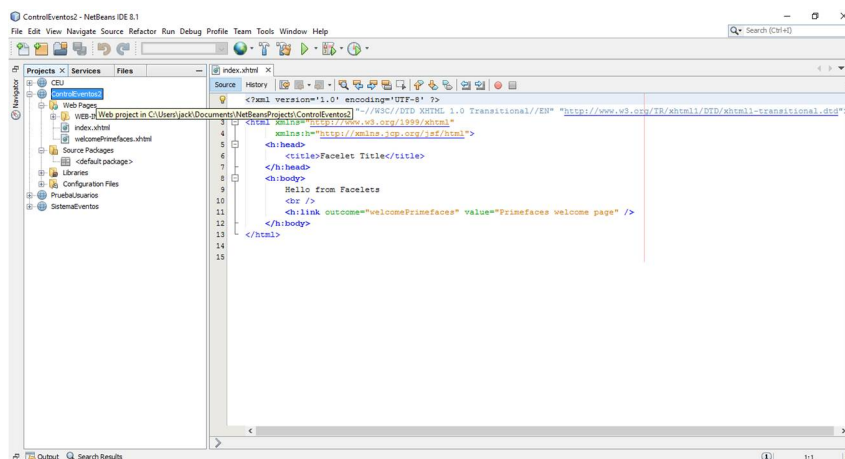 ControlEventos2 - NetBeans IDE 8.1
File Edit View Navigate Source Refactor Run Debug Profile Team Tools Window Help
Search (Ctrl+I)
Projects Services Files
index.xhtml
Navigator
Source History
CEU
ControlEventos2
Web Pages
WEB-I
Web project in C:\Users\jack\Documents\NetBeansProjects\ControlEventos2
index.xhtml
welcomePrimefaces.xhtml
Source Packages
<default package>
Libraries
Configuration Files
PruebaUsuarios
SistemaEventos
<?xml version='1.0' encoding='UTF-8' ?>
"-//W3C//DTD XHTML 1.0 Transitional//EN" "http://www.w3.org/TR/xhtml1/DTD/xhtml1-transitional.dtd"
3 <html xmlns="http://www.w3.org/1999/xhtml"
4 xmlns:h="http://xmlns.jcp.org/jsf/html">
5 <h:head>
6 <title>Facelet Title</title>
7 </h:head>
8 <h:body>
9 Hello from Facelets
10 <br />
11 <h:link outcome="welcomePrimefaces" value="Primefaces welcome page" />
12 </h:body>
13 </html>
14
15
Output Search Results
1 1:1